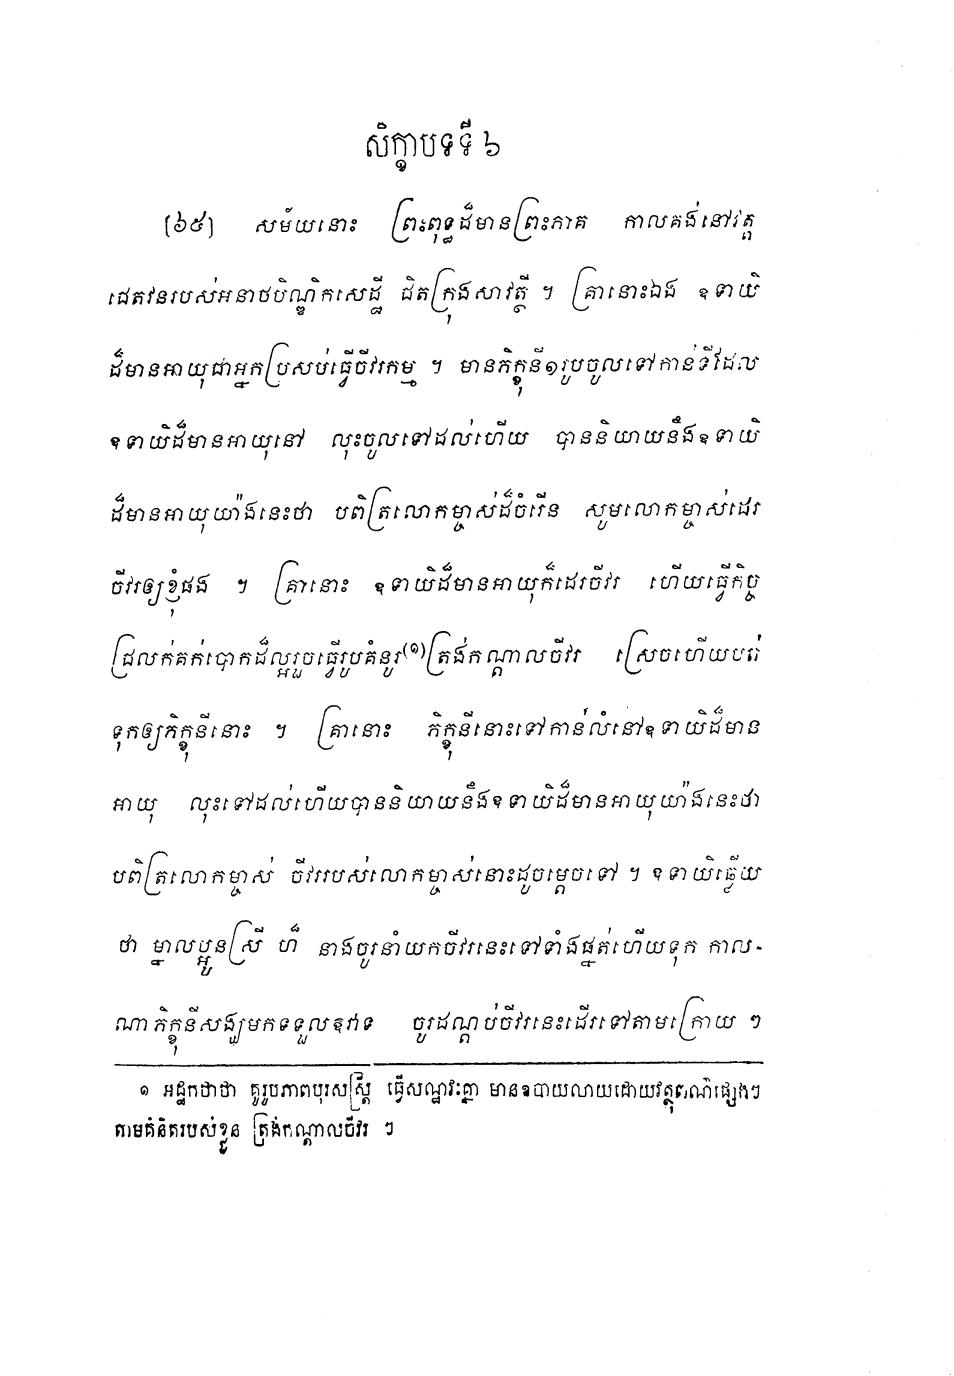 សិក្ខាបទទី ៦
[៦៥] សម័យនោះ ព្រះពុទ្ធដ៏មានព្រះភាគ កាលគង់នៅវត្ត
ជេតវនរបស់អនាថបិណ្ឌិកសេដ្ឋី ជិតក្រុងសាវត្ថី ។ គ្រានោះឯង ឧទាយិ
ដ៏មានអាយុជាអ្នកប្រសប់ធ្វើចីវរកម្ម ។ មានភិក្ខុនី១រូបចូលទៅកាន់ទីដែល
ឧទាយិដ៏មានអាយុនៅ លុះចូលទៅដល់ហើយ បាននិយាយនឹងឧទាយិ
ដ៏មានអាយុយ៉ាងនេះថា បពិត្រលោកម្ចាស់ដ៏ចំរើន សូមលោកម្ចាស់ដេរ
ចីវរឲ្យខ្ញុំផង ។ គ្រានោះ ឧទាយិដ៏មានអាយុក៏ដេរចីវរ ហើយធ្វើកិច្ច
ជ្រលក់គក់បោកដ៏ល្អរួចធ្វើរូបគំនូរ(១)ត្រង់កណ្តាលចីវរ ស្រេចហើយបត់
ទុកឲ្យភិក្ខុនីនោះ ។ គ្រានោះ ភិក្ខុនីនោះទៅកាន់លំនៅឧទាយិដ៏មាន
អាយុ លុះទៅដល់ហើយបាននិយាយនឹងឧទាយិដ៏មានអាយុយ៉ាងនេះថា
បពិត្រលោកម្ចាស់ ចីវររបស់លោកម្ចាស់នោះដូចម្តេចទៅ ។ ឧទាយិឆ្លើយ
ថា ម្នាលប្អូនស្រី ហ៏ នាងចូរនាំយកចីវរនេះទៅទាំងផ្នត់ហើយទុក កាល-
ណាភិក្ខុនីសង្ឃមកទទួលឱវាទ ចូរដណ្តប់ចីវរនេះដើរទៅតាមក្រោយ ៗ
១ អដ្ឋកថាថា គូររូបភាពបុរសស្ត្រី ធ្វើសណ្ឋវៈគ្នា មានឧបាយលាយដោយវត្ថុពណ៌ផ្សេងៗ
តាមគំនិតរបស់ខ្លួន ត្រង់កណ្តាលចីវរ ។